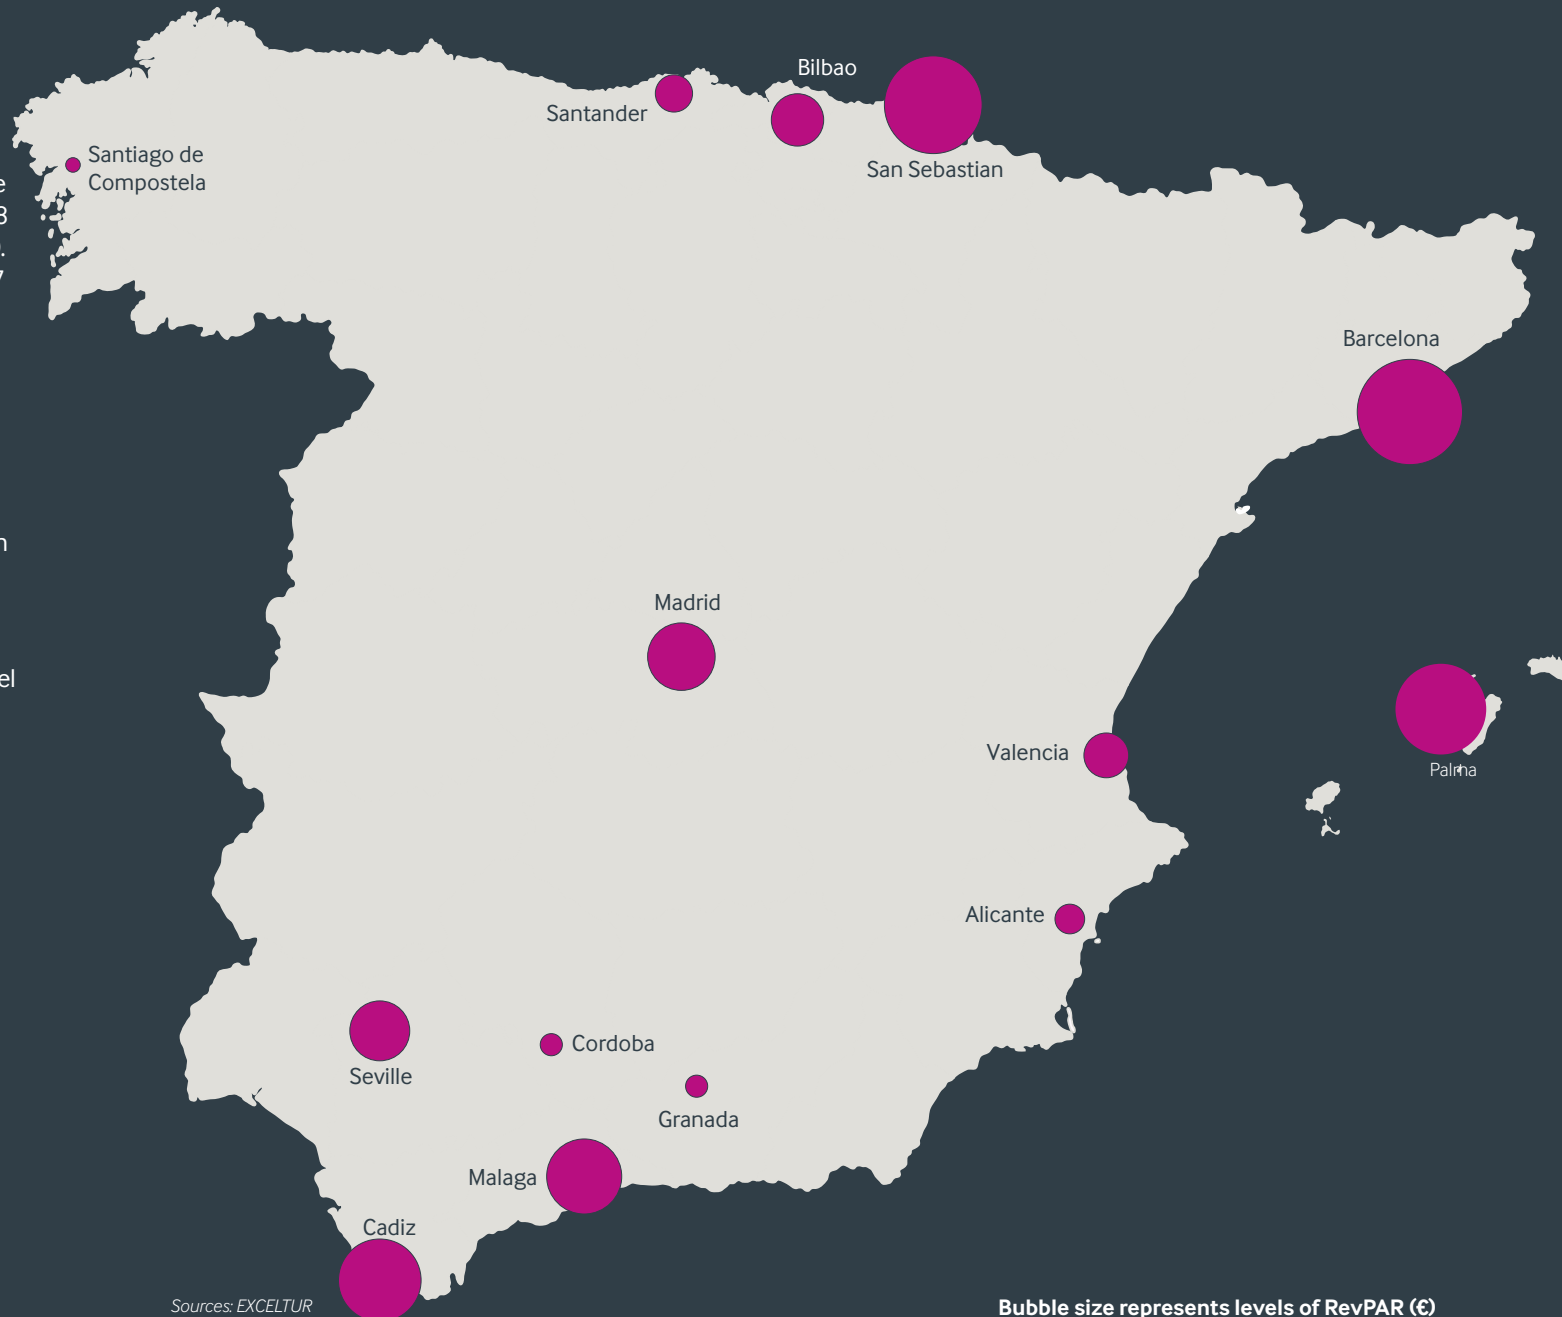 Bilbao
Santander
San Sebastian
Santiago de
Compostela
Barcelona
Madrid
Valencia
Palma
Alicante
Cordoba
Seville
Granada
Malaga
Cadiz
Sources: EXCELTUR
Bubble size represents levels of RevPAR (€)